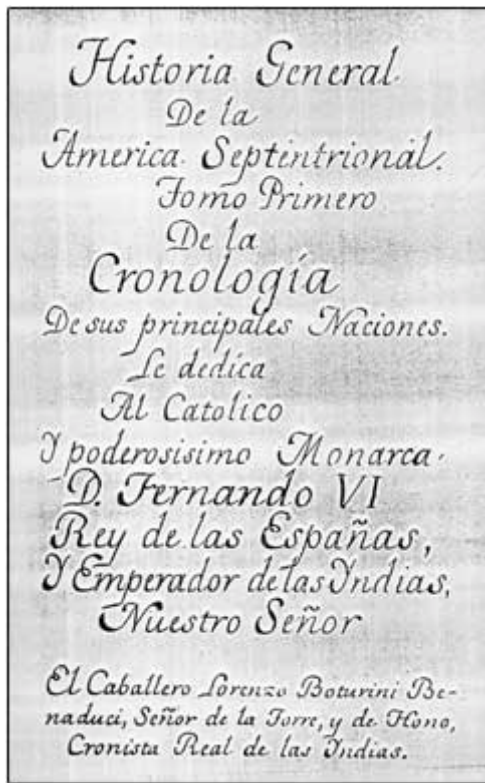 Historia General
De la
America Septentrional.
Tomo Primero
De la
Cronología
De sus principales Naciones.
Le dedica
Al Catolico
Y poderosisimo Monarca
D. Fernando VI
Rey de las Españas,
Y Emperador de las Yndias,
Nuestro Señor
El Caballero Lorenzo Boturini Be-
naduci, Señor de la Torre, y de Hono,
Cronista Real de las Indias.